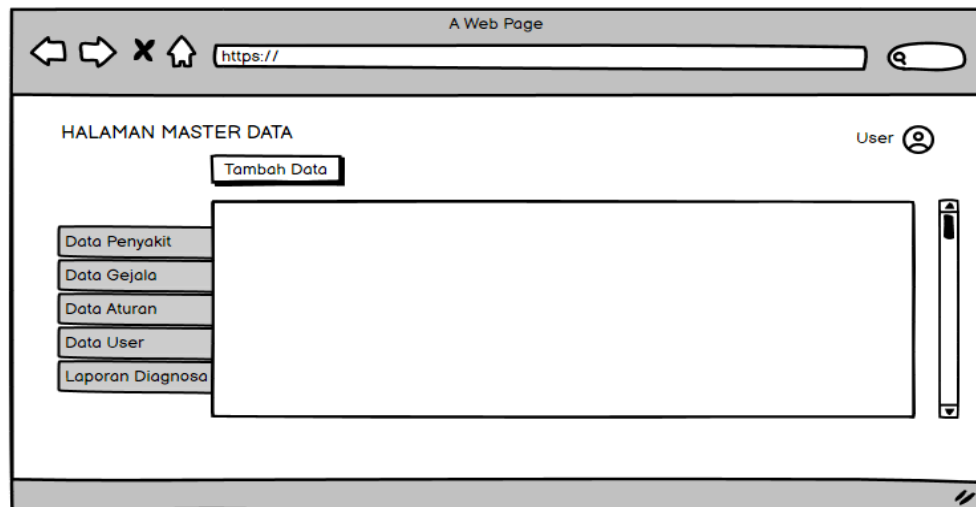 A Web Page
https://
HALAMAN MASTER DATA
User
Tambah Data
Data Penyakit
Data Gejala
Data Aturan
Data User
Laporan Diagnosa